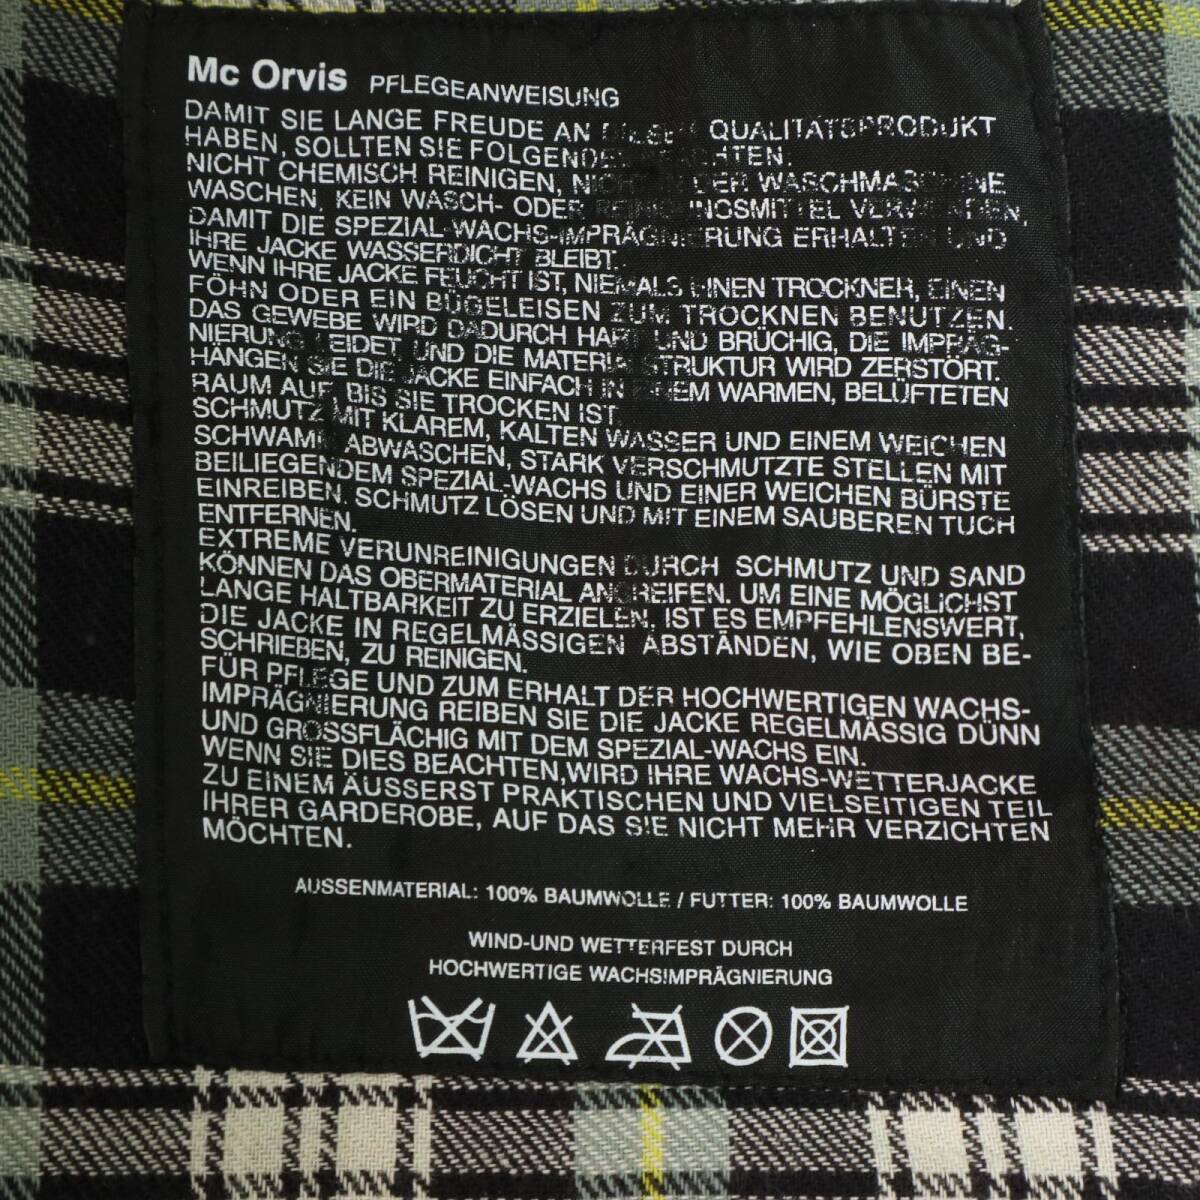 Mc Orvis PFLEGEANWEISUNG
DAMIT SIE LANGE FREUDE AN DIESEM QUALITÄTSPRODUKT
HABEN, SOLLTEN SIE FOLGENDES BEACHTEN.
NICHT CHEMISCH REINIGEN, NICHT IN DER WASCHMASCHINE
WASCHEN, KEIN WASCH- ODER REINIGUNGSMITTEL VERWENDEN,
DAMIT DIE SPEZIAL-WACHS-IMPRÄGNIERUNG ERHALTEN UND
IHRE JACKE WASSERDICHT BLEIBT.
WENN IHRE JACKE FEUCHT IST, NIEMALS EINEN TROCKNER, EINEN
FÖHN ODER EIN BÜGELEISEN ZUM TROCKNEN BENUTZEN.
DAS GEWEBE WIRD DADURCH HART UND BRÜCHIG, DIE IMPRÄG-
NIERUNG LEIDET UND DIE MATERIALSTRUKTUR WIRD ZERSTÖRT.
HÄNGEN SIE DIE JACKE EINFACH IN EINEM WARMEN, BELÜFTETEN
RAUM AUF, BIS SIE TROCKEN IST.
SCHMUTZ MIT KLAREM, KALTEN WASSER UND EINEM WEICHEN
SCHWAMM ABWASCHEN, STARK VERSCHMUTZTE STELLEN MIT
BEILIEGENDEM SPEZIAL-WACHS UND EINER WEICHEN BÜRSTE
EINREIBEN, SCHMUTZ LÖSEN UND MIT EINEM SAUBEREN TUCH
ENTFERNEN.
EXTREME VERUNREINIGUNGEN DURCH SCHMUTZ UND SAND
KÖNNEN DAS OBERMATERIAL ANGREIFEN. UM EINE MÖGLICHST
LANGE HALTBARKEIT ZU ERZIELEN, IST ES EMPFEHLENSWERT,
DIE JACKE IN REGELMÄSSIGEN ABSTÄNDEN, WIE OBEN BE-
SCHRIEBEN, ZU REINIGEN.
FÜR PFLEGE UND ZUM ERHALT DER HOCHWERTIGEN WACHS-
IMPRÄGNIERUNG REIBEN SIE DIE JACKE REGELMÄSSIG DÜNN
UND GROSSFLÄCHIG MIT DEM SPEZIAL-WACHS EIN.
WENN SIE DIES BEACHTEN,WIRD IHRE WACHS-WETTERJACKE
ZU EINEM ÄUSSERST PRAKTISCHEN UND VIELSEITIGEN TEIL
IHRER GARDEROBE, AUF DAS SIE NICHT MEHR VERZICHTEN
MÖCHTEN.
AUSSENMATERIAL: 100% BAUMWOLLE / FUTTER: 100% BAUMWOLLE
WIND-UND WETTERFEST DURCH
HOCHWERTIGE WACHSIMPRÄGNIERUNG